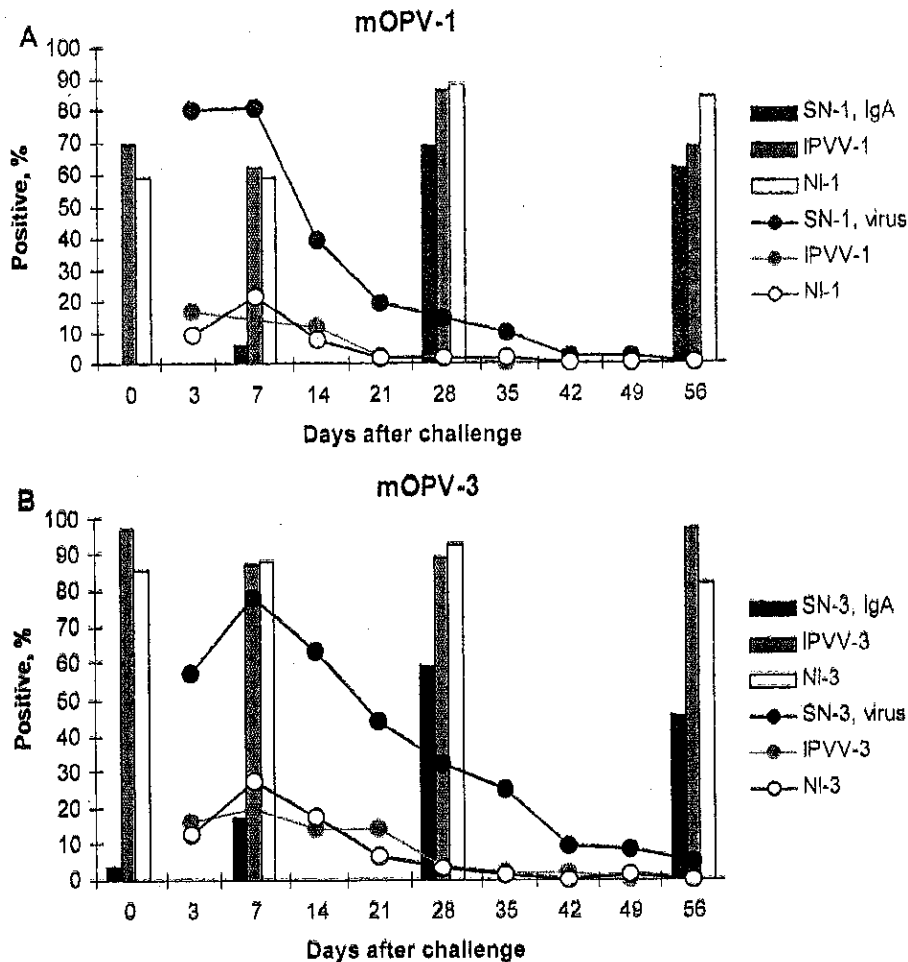 A
mOPV-1
Positive, %
100
90
80
70
60
50
40
30
20
10
0
0 3 7 14 21 28 35 42 49 56
Days after challenge
SN-1, IgA
IPVV-1
NI-1
SN-1, virus
IPVV-1
NI-1
B
mOPV-3
Positive, %
100
90
80
70
60
50
40
30
20
10
0
0 3 7 14 21 28 35 42 49 56
Days after challenge
SN-3, IgA
IPVV-3
NI-3
SN-3, virus
IPVV-3
NI-3